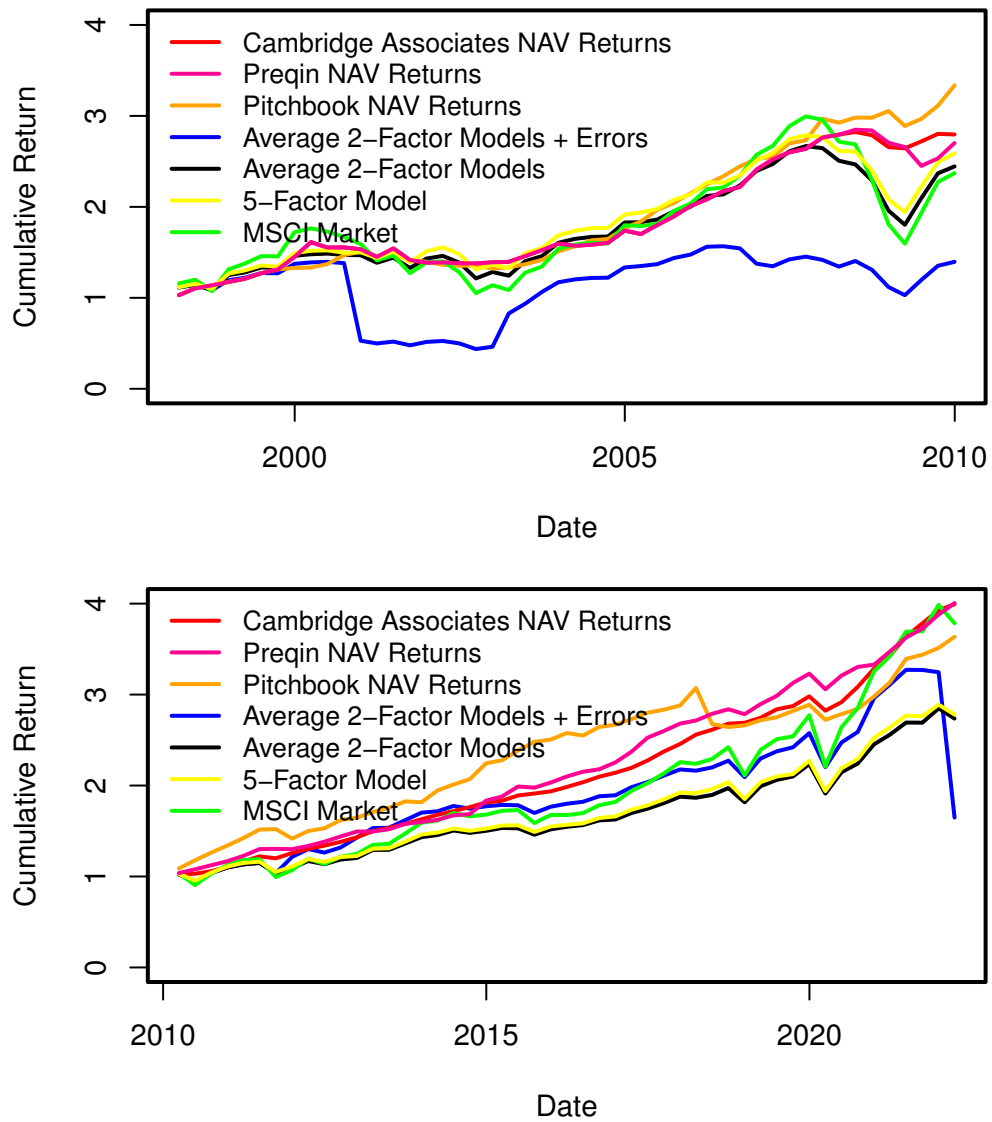 4
3
2
1
0
Cumulative Return
Cambridge Associates NAV Returns
Preqin NAV Returns
Pitchbook NAV Returns
Average 2−Factor Models + Errors
Average 2−Factor Models
5−Factor Model
MSCI Market
2000 2005 2010
Date
4
3
2
1
0
Cumulative Return
Cambridge Associates NAV Returns
Preqin NAV Returns
Pitchbook NAV Returns
Average 2−Factor Models + Errors
Average 2−Factor Models
5−Factor Model
MSCI Market
2010 2015 2020
Date